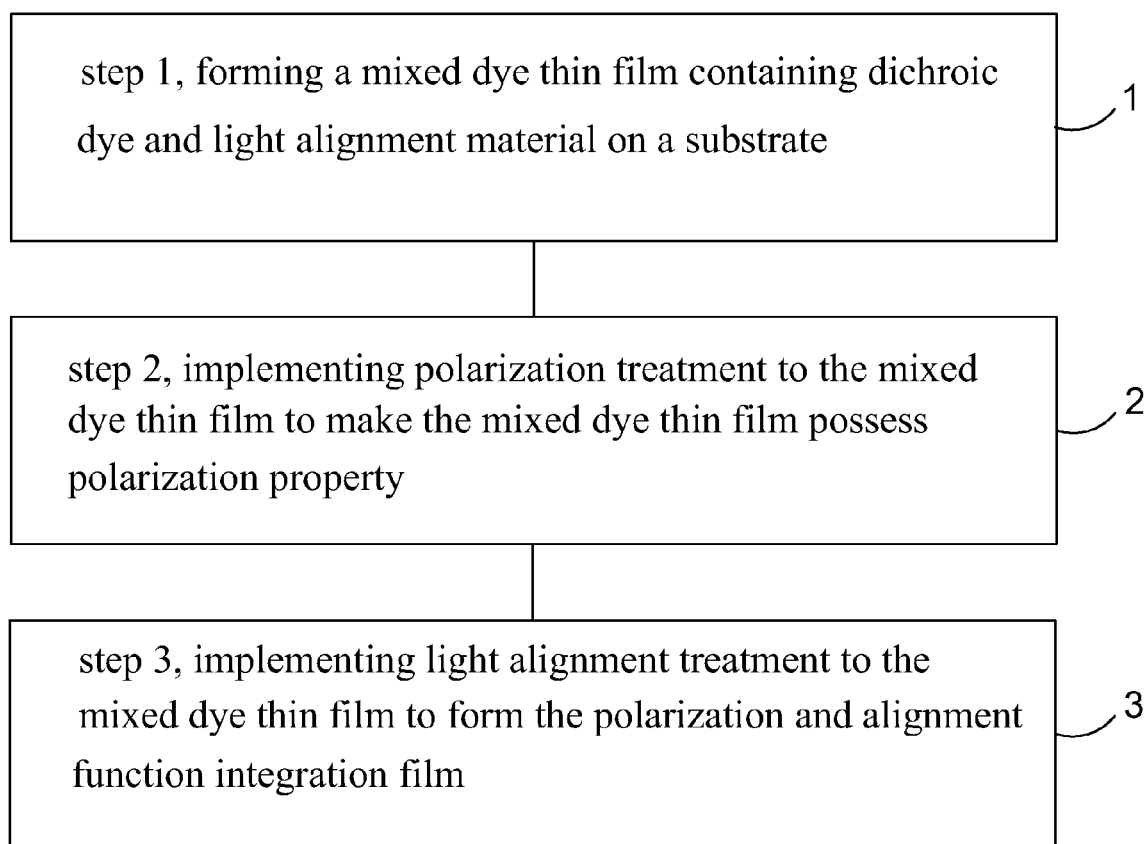 step 1, forming a mixed dye thin film containing dichroic
dye and light alignment material on a substrate
1
step 2, implementing polarization treatment to the mixed
dye thin film to make the mixed dye thin film possess
polarization property
2
step 3, implementing light alignment treatment to the
mixed dye thin film to form the polarization and alignment
function integration film
3